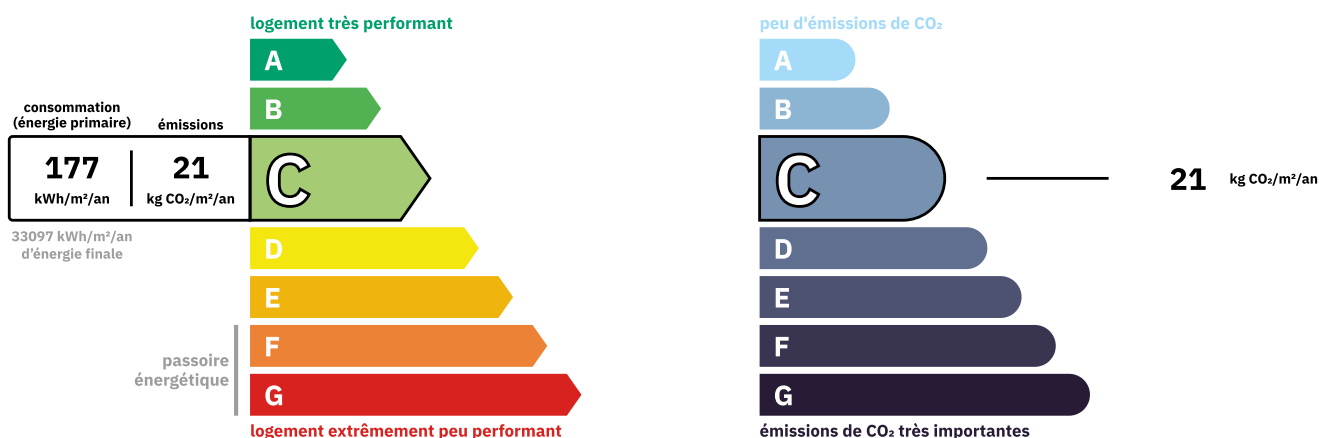 logement très performant
A
B
consommation
(énergie primaire)
émissions
177
kWh/m²/an
21
kg CO₂/m²/an
C
33097 kWh/m²/an
d'énergie finale
D
E
passoire
énergétique
F
G
logement extrêmement peu performant
peu d'émissions de CO₂
A
B
C
21
kg CO₂/m²/an
D
E
F
G
émissions de CO₂ très importantes